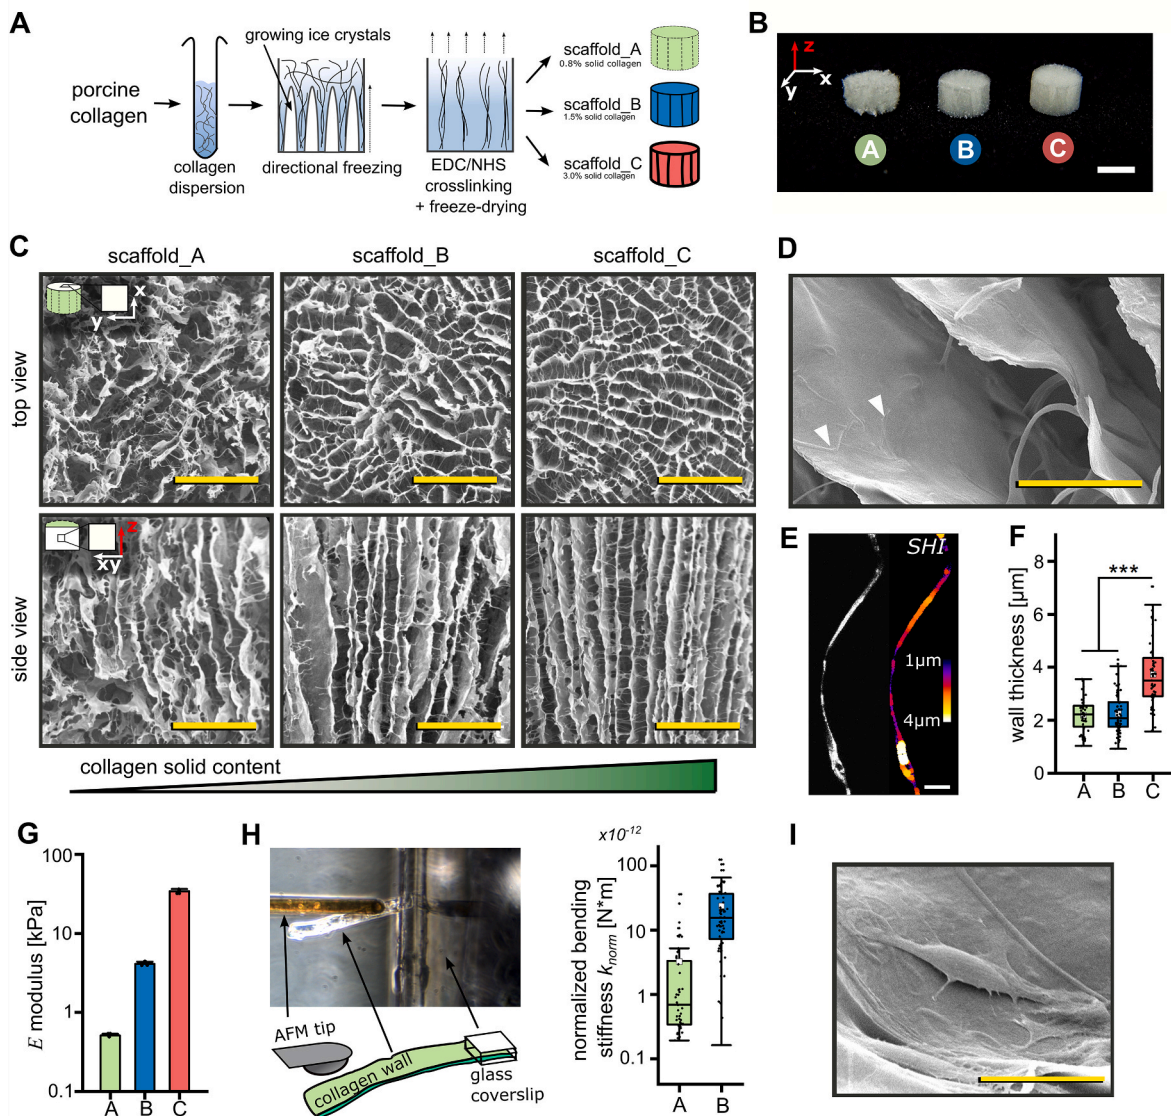 A
growing ice crystals
porcine
collagen
collagen
dispersion
directional freezing
EDC/NHS
crosslinking
+ freeze-drying
scaffold_A
0.8% solid collagen
scaffold_B
1.5% solid collagen
scaffold_C
3.0% solid collagen
B
z
x
y
A
B
C
C
scaffold_A
scaffold_B
scaffold_C
top view
x
y
side view
z
xy
collagen solid content
D
E
SHI
1µm
4µm
F
wall thickness [µm]
8
6
4
2
0
***
A
B
C
G
E modulus [kPa]
100
10
1
0.1
A
B
C
H
AFM tip
collagen wall
glass
coverslip
x10-12
normalized bending
stiffness knorm [N*m]
100
10
1
0.1
A
B
I